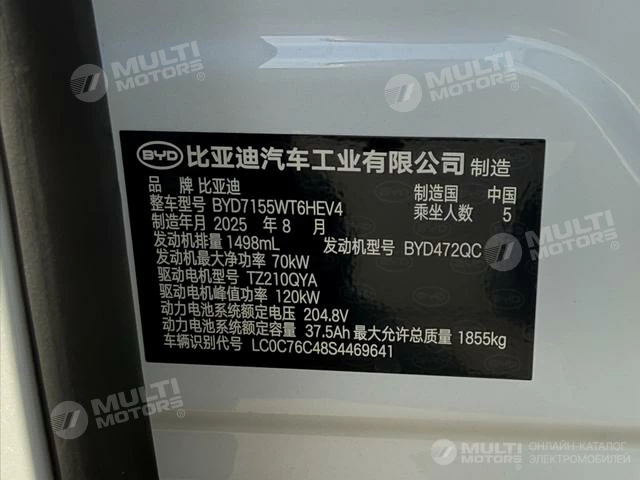 MULTI MOTORS
MULTI MOTORS
BYD 比亚迪汽车工业有限公司 制造
品 牌 比亚迪 制造国 中国
整车型号 BYD7155WT6HEV4 乘坐人数 5
制造年月 2025 年 8 月
发动机排量 1498mL 发动机型号 BYD472QC
发动机最大净功率 70kW
驱动电机型号 TZ210QYA
驱动电机峰值功率 120kW
动力电池系统额定电压 204.8V
动力电池系统额定容量 37.5Ah 最大允许总质量 1855kg
车辆识别代号 LC0C76C48S4469641
MULTI MOTORS
MULTI MOTORS
MULTI MOTORS
MULTI MOTORS
ОНЛАЙН-КАТАЛОГ
ЭЛЕКТРОМОБИЛЕЙ